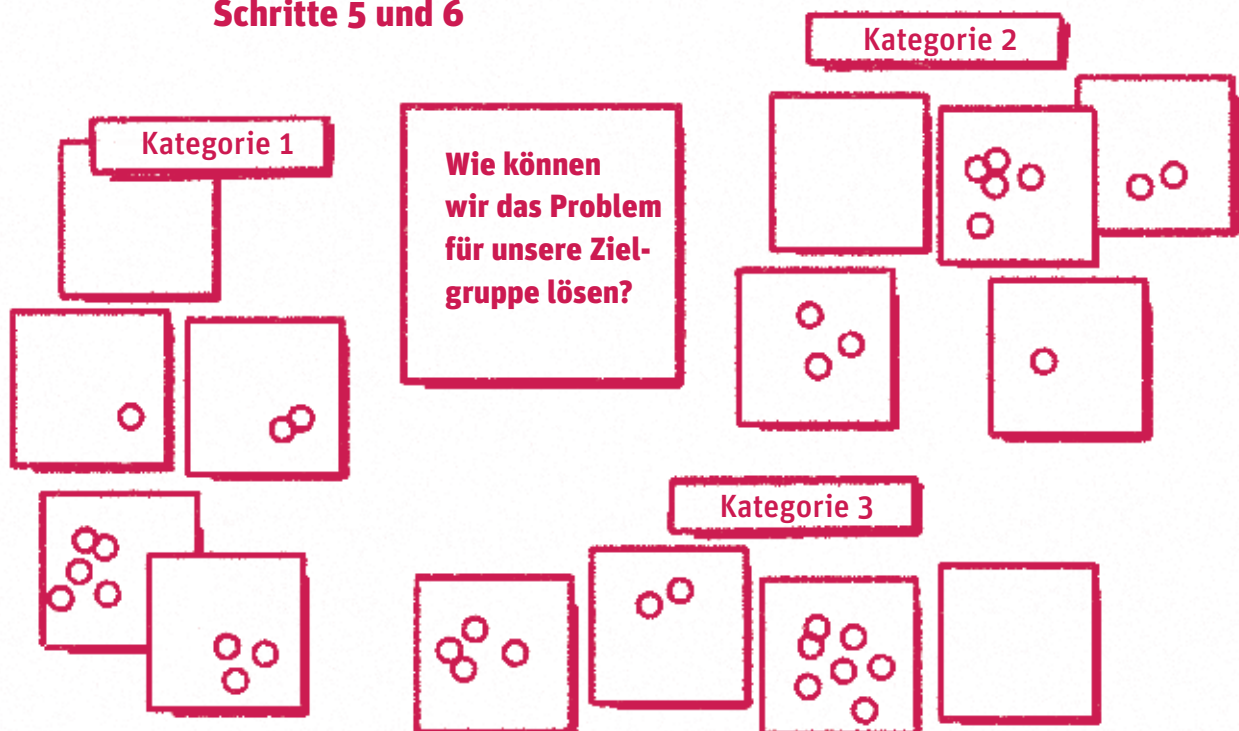 Schritte 5 und 6
Kategorie 2
Kategorie 1
Wie können
wir das Problem
für unsere Ziel-
gruppe lösen?
Kategorie 3